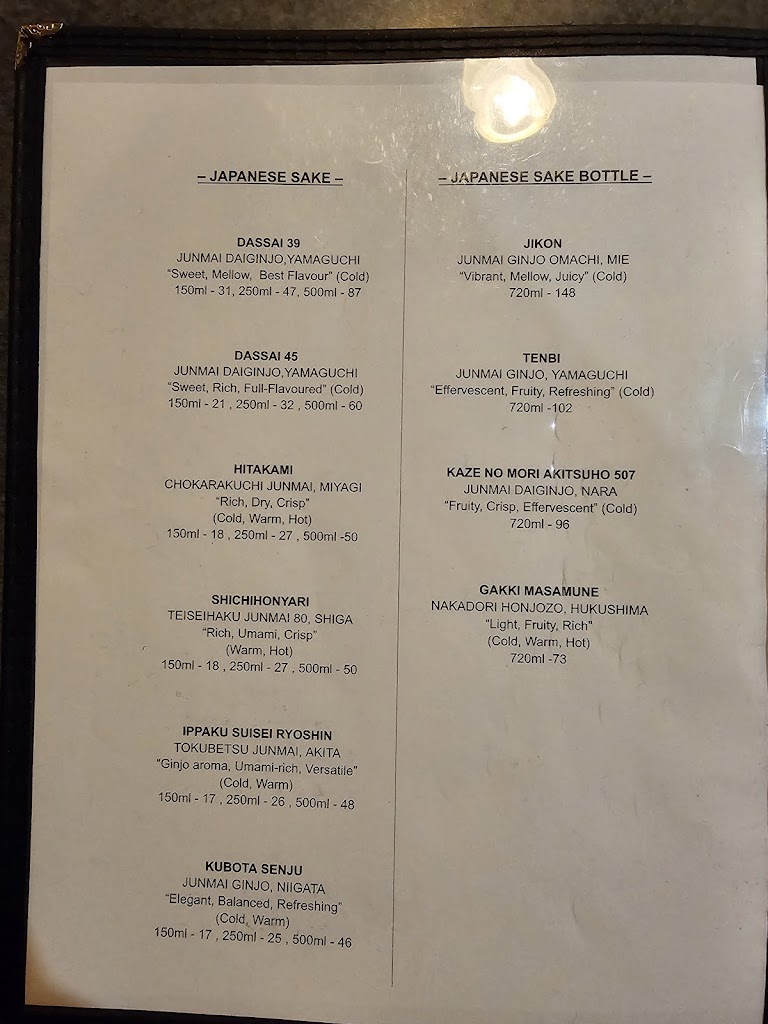 – JAPANESE SAKE –
DASSAI 39
JUNMAI DAIGINJO,YAMAGUCHI
“Sweet, Mellow, Best Flavour” (Cold)
150ml - 31, 250ml - 47, 500ml - 87
DASSAI 45
JUNMAI DAIGINJO,YAMAGUCHI
“Sweet, Rich, Full-Flavoured” (Cold)
150ml - 21 , 250ml - 32 , 500ml - 60
HITAKAMI
CHOKARAKUCHI JUNMAI, MIYAGI
“Rich, Dry, Crisp”
(Cold, Warm, Hot)
150ml - 18 , 250ml - 27 , 500ml -50
SHICHIHONYARI
TEISEIHAKU JUNMAI 80, SHIGA
“Rich, Umami, Crisp”
(Warm, Hot)
150ml - 18 , 250ml - 27 , 500ml - 50
IPPAKU SUISEI RYOSHIN
TOKUBETSU JUNMAI, AKITA
“Ginjo aroma, Umami-rich, Versatile”
(Cold, Warm)
150ml - 17 , 250ml - 26 , 500ml - 48
KUBOTA SENJU
JUNMAI GINJO, NIIGATA
“Elegant, Balanced, Refreshing”
(Cold, Warm)
150ml - 17 , 250ml - 25 , 500ml - 46
– JAPANESE SAKE BOTTLE –
JIKON
JUNMAI GINJO OMACHI, MIE
“Vibrant, Mellow, Juicy” (Cold)
720ml - 148
TENBI
JUNMAI GINJO, YAMAGUCHI
“Effervescent, Fruity, Refreshing” (Cold)
720ml -102
KAZE NO MORI AKITSUHO 507
JUNMAI DAIGINJO, NARA
“Fruity, Crisp, Effervescent” (Cold)
720ml - 96
GAKKI MASAMUNE
NAKADORI HONJOZO, HUKUSHIMA
“Light, Fruity, Rich”
(Cold, Warm, Hot)
720ml -73